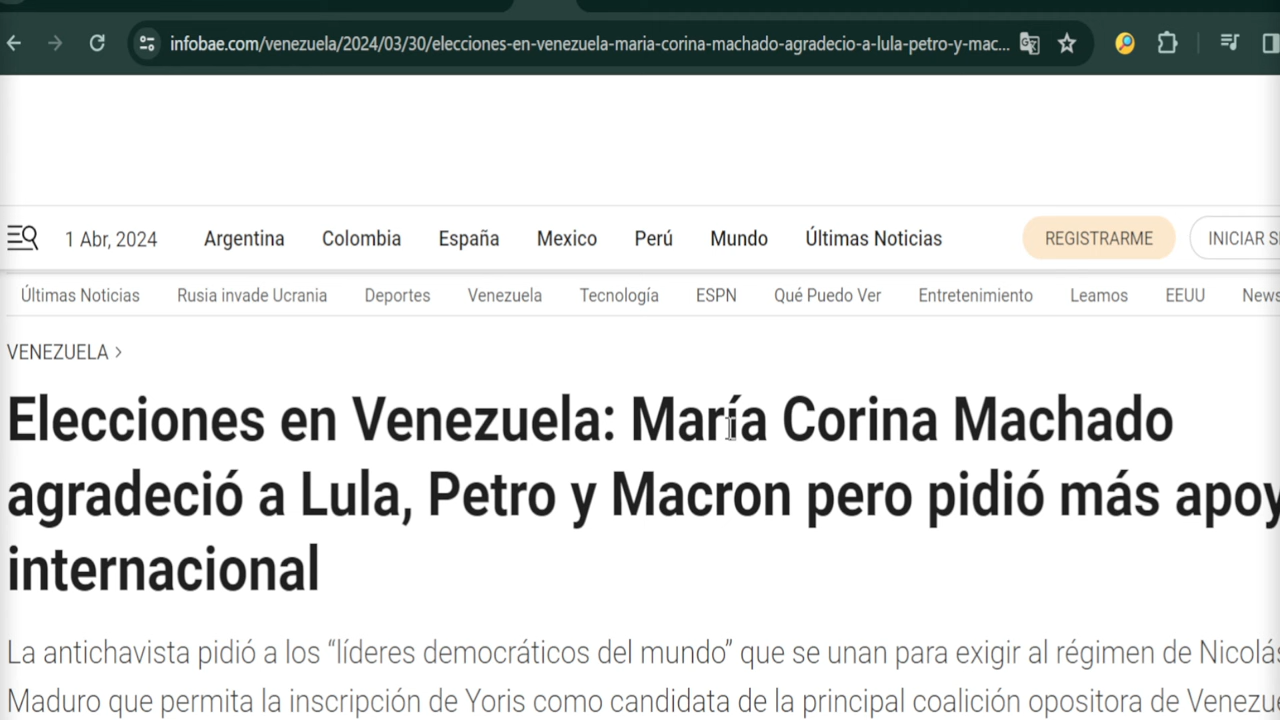 infobae.com/venezuela/2024/03/30/elecciones-en-venezuela-maria-corina-machado-agradecio-a-lula-petro-y-mac...
1 Abr, 2024 Argentina Colombia España Mexico Perú Mundo Últimas Noticias REGISTRARME INICIAR
Últimas Noticias Rusia invade Ucrania Deportes Venezuela Tecnología ESPN Qué Puedo Ver Entretenimiento Leamos EEUU News
VENEZUELA >
Elecciones en Venezuela: María Corina Machado
agradeció a Lula, Petro y Macron pero pidió más apoy
internacional
La antichavista pidió a los “líderes democráticos del mundo” que se unan para exigir al régimen de Nicolás
Maduro que permita la inscripción de Yoris como candidata de la principal coalición opositora de Venezue